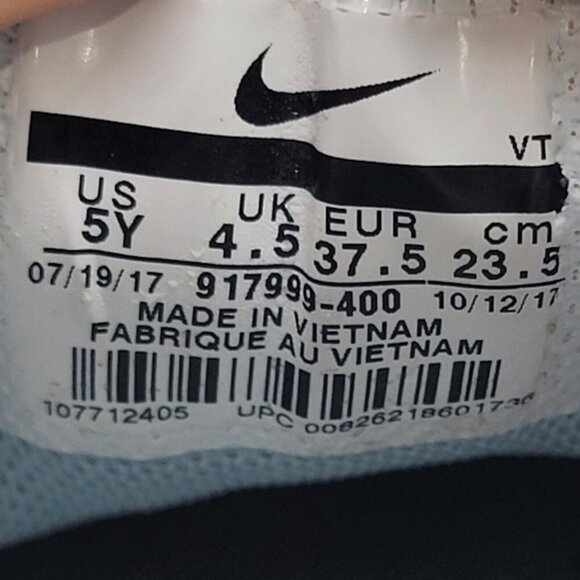 VT
US UK EUR cm
5Y 4.5 37.5 23.5
07/19/17 917999-400 10/12/17
MADE IN VIETNAM
FABRIQUE AU VIETNAM
107712405 UPC 00826218601736